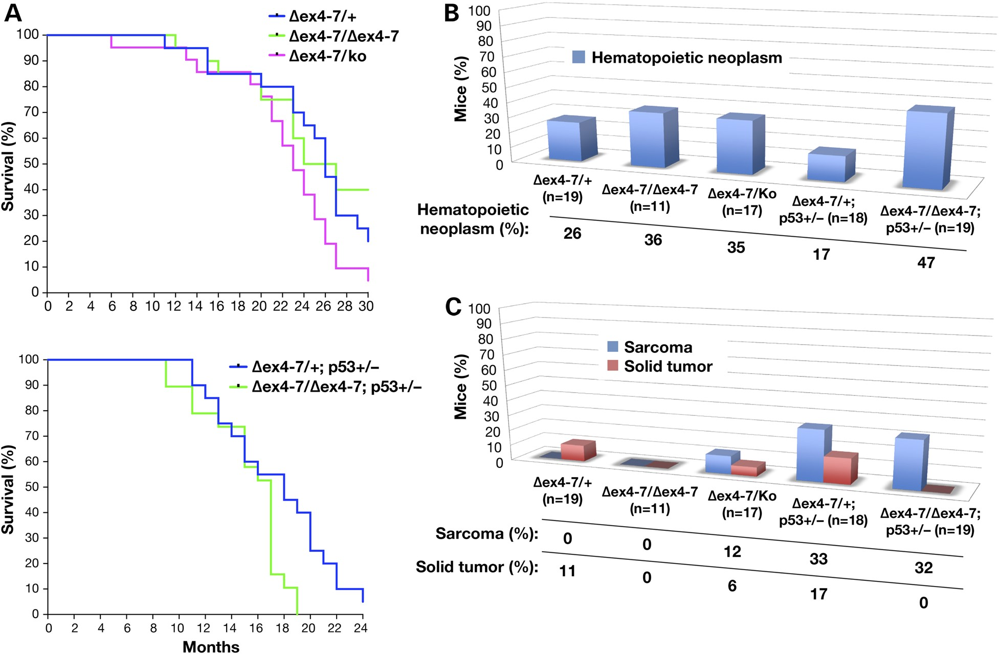 A
Δex4-7/+
Δex4-7/Δex4-7
Δex4-7/ko
Survival (%)
100
90
80
70
60
50
40
30
20
10
0
0 2 4 6 8 10 12 14 16 18 20 22 24 26 28 30
Δex4-7/+; p53+/–
Δex4-7/Δex4-7; p53+/–
Survival (%)
100
90
80
70
60
50
40
30
20
10
0
0 2 4 6 8 10 12 14 16 18 20 22 24
Months
B
Mice (%)
100
90
80
70
60
50
40
30
20
10
0
Hematopoietic neoplasm
Δex4-7/+
(n=19)
Δex4-7/Δex4-7
(n=11)
Δex4-7/Ko
(n=17)
Δex4-7/+;
p53+/– (n=18)
Δex4-7/Δex4-7;
p53+/– (n=19)
Hematopoietic
neoplasm (%):
26 36 35 17 47
C
Mice (%)
100
90
80
70
60
50
40
30
20
10
0
Sarcoma
Solid tumor
Δex4-7/+
(n=19)
Δex4-7/Δex4-7
(n=11)
Δex4-7/Ko
(n=17)
Δex4-7/+;
p53+/– (n=18)
Δex4-7/Δex4-7;
p53+/– (n=19)
Sarcoma (%): 0 0 12 33 32
Solid tumor (%): 11 0 6 17 0